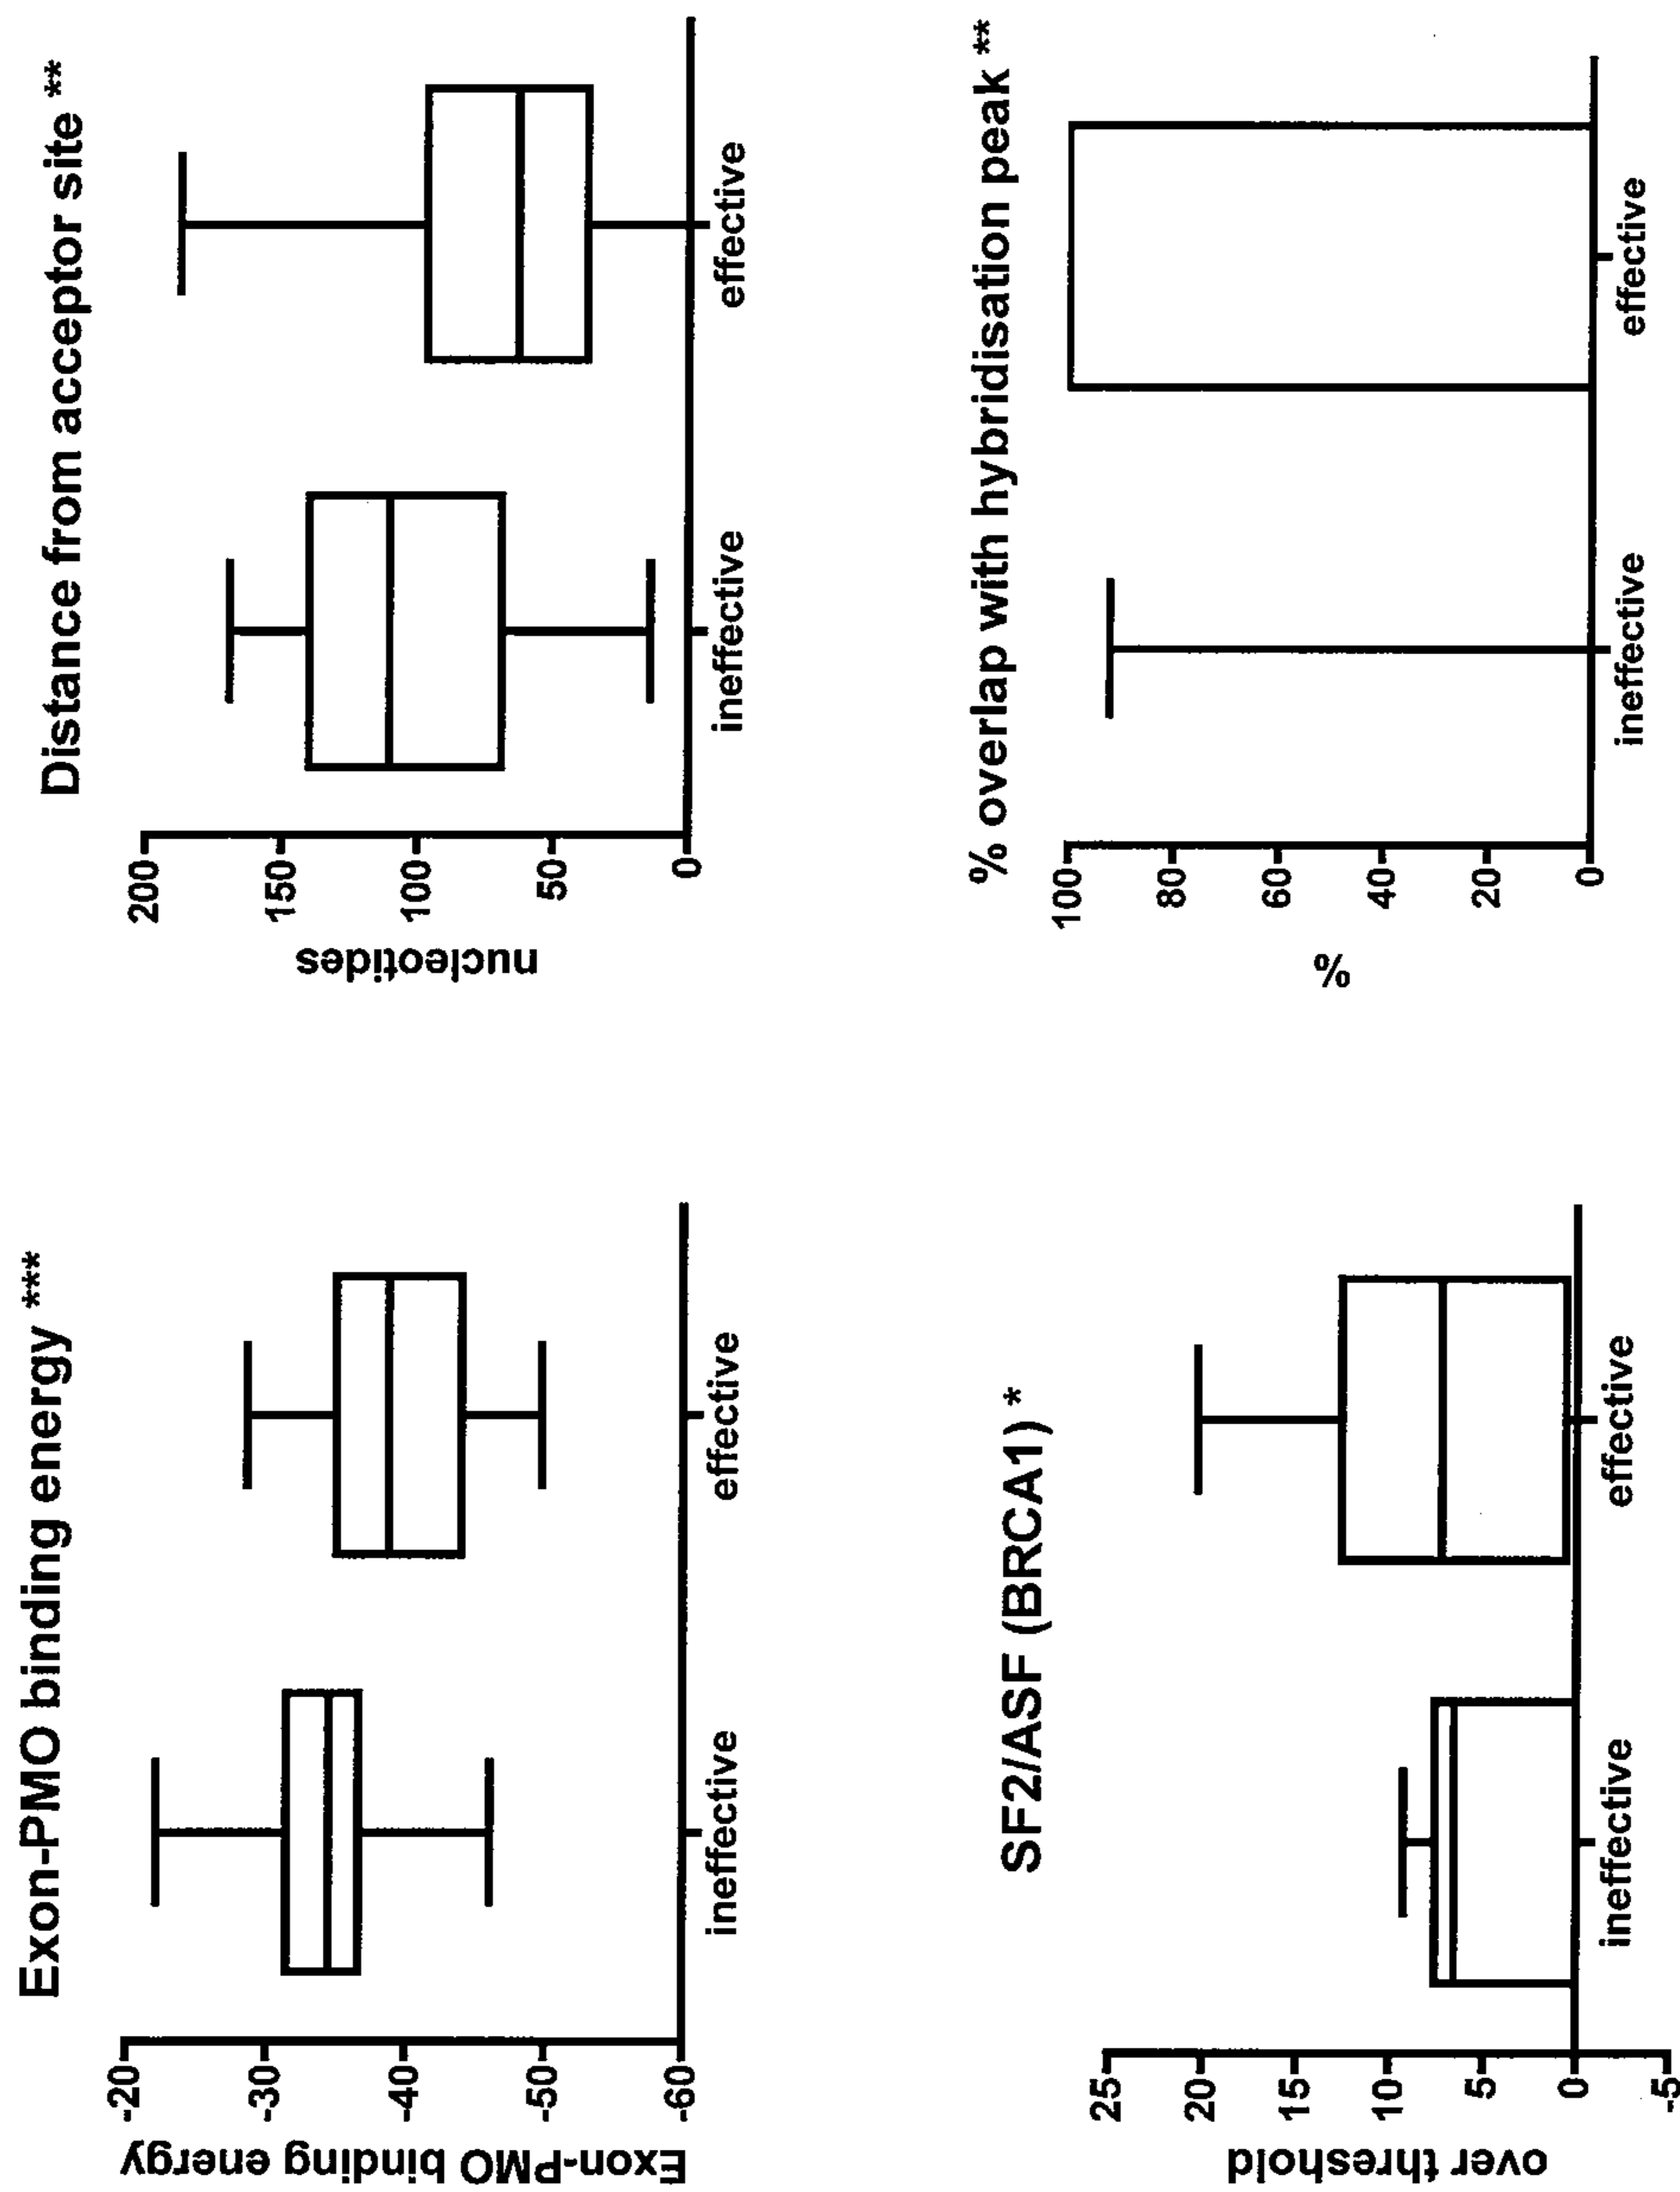 Exon-PMO binding energy ***
Exon-PMO binding energy
-20
-30
-40
-50
-60
ineffective
effective
Distance from acceptor site **
nucleotides
200
150
100
50
0
ineffective
effective
SF2/ASF (BRCA1) *
over threshold
25
20
15
10
5
0
-5
ineffective
effective
% overlap with hybridisation peak **
%
100
80
60
40
20
0
ineffective
effective